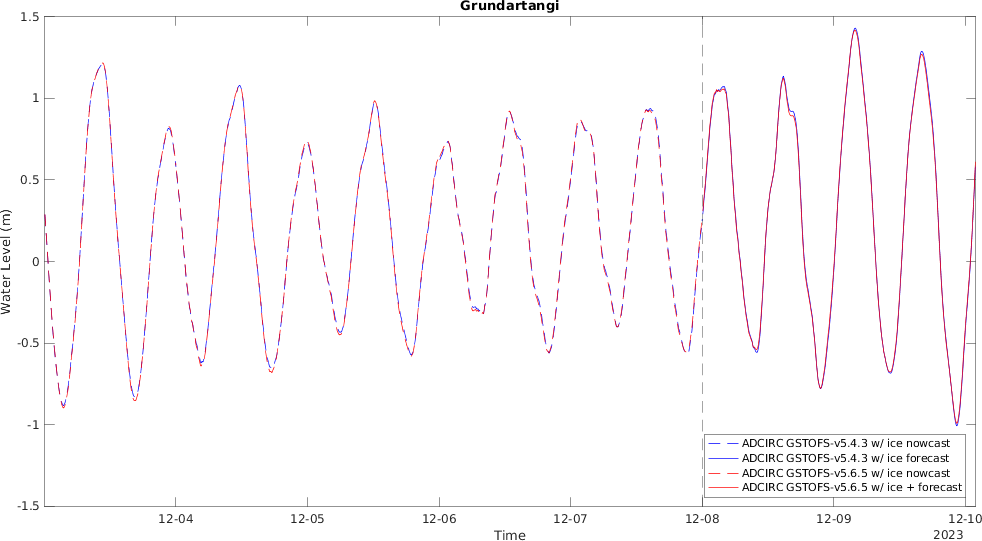 Grundartangi
1.5
1
0.5
0
-0.5
-1
-1.5
Water Level (m)
ADCIRC GSTOFS-v5.4.3 w/ ice nowcast
ADCIRC GSTOFS-v5.4.3 w/ ice forecast
ADCIRC GSTOFS-v5.6.5 w/ ice nowcast
ADCIRC GSTOFS-v5.6.5 w/ ice + forecast
12-04 12-05 12-06 12-07 12-08 12-09 12-10
Time
2023